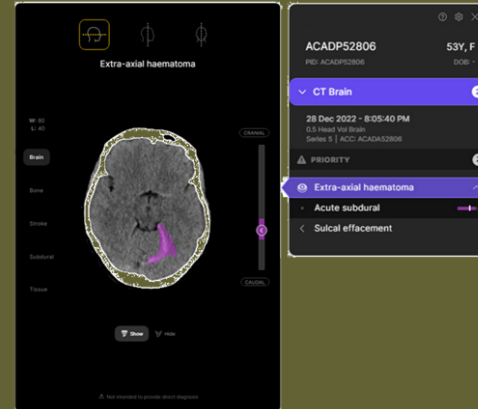 Extra-axial haematoma
W: 80
L: 40
CRANIAL
Brain
Bone
Stroke
Subdural
Tissue
CAUDAL
Show
Hide
Not intended to provide direct diagnosis
ACADP52806
53Y, F
PID: ACADP52806
DOB: -
CT Brain
28 Dec 2022 - 8:05:40 PM
0.5 Head Vol Brain
Series 5 | ACC: ACADA52806
PRIORITY
Extra-axial haematoma
Acute subdural
Sulcal effacement